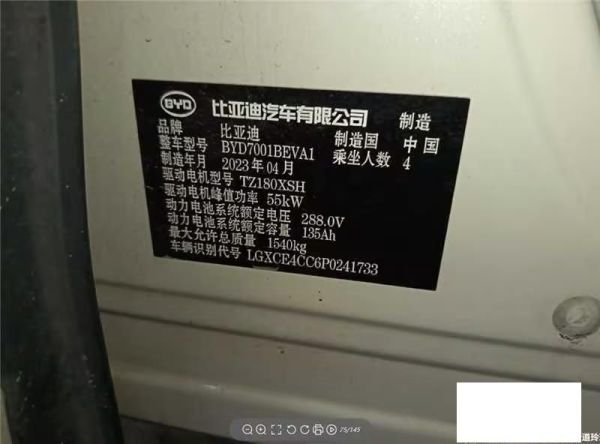 BYD 比亚迪汽车有限公司 制造
品牌 比亚迪 制造国 中国
整车型号 BYD7001BEVA1 乘坐人数 4
制造年月 2023年04月
驱动电机型号 TZ180XSH
驱动电机峰值功率 55kW
动力电池系统额定电压 288.0V
动力电池系统额定容量 135Ah
最大允许总质量 1540kg
车辆识别代号 LGXCE4CC6P0241733
75/145
道玲